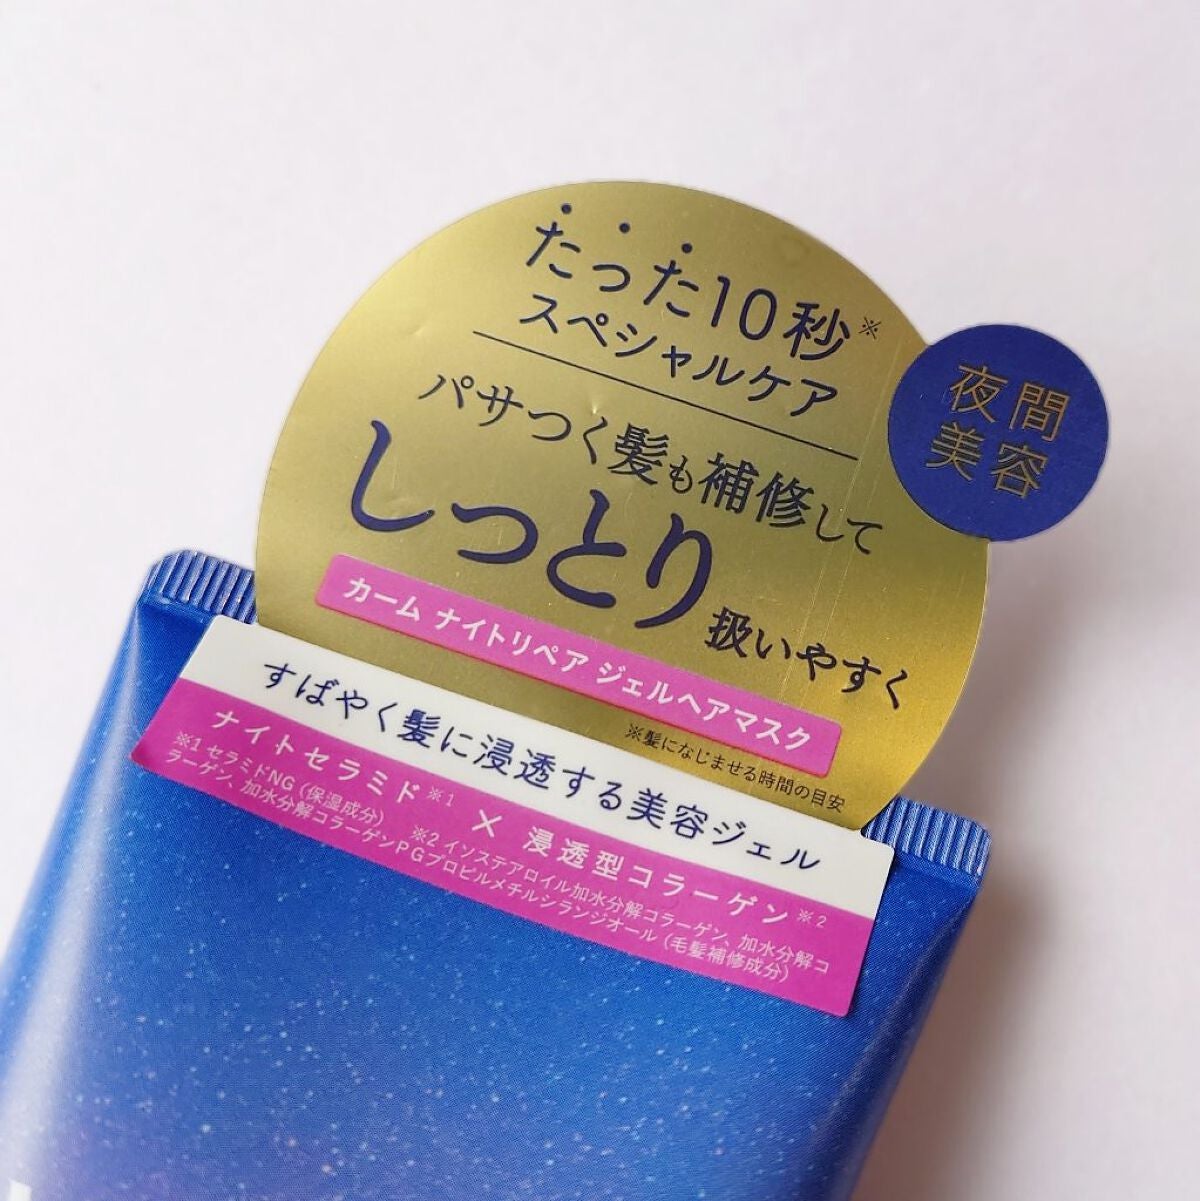 たった10秒※
スペシャルケア
夜間
美容
パサつく髪も補修して
しっとり扱いやすく
カーム ナイトリペア ジェルヘアマスク
※髪になじませる時間の目安
すばやく髪に浸透する美容ジェル
ナイトセラミド※1 × 浸透型コラーゲン※2
※1 セラミドNG (保湿成分) ※2 イソステアロイル加水分解コラーゲン、加水分解コ
ラーゲン、加水分解コラーゲンPGプロピルメチルシランジオール (毛髪補修成分)